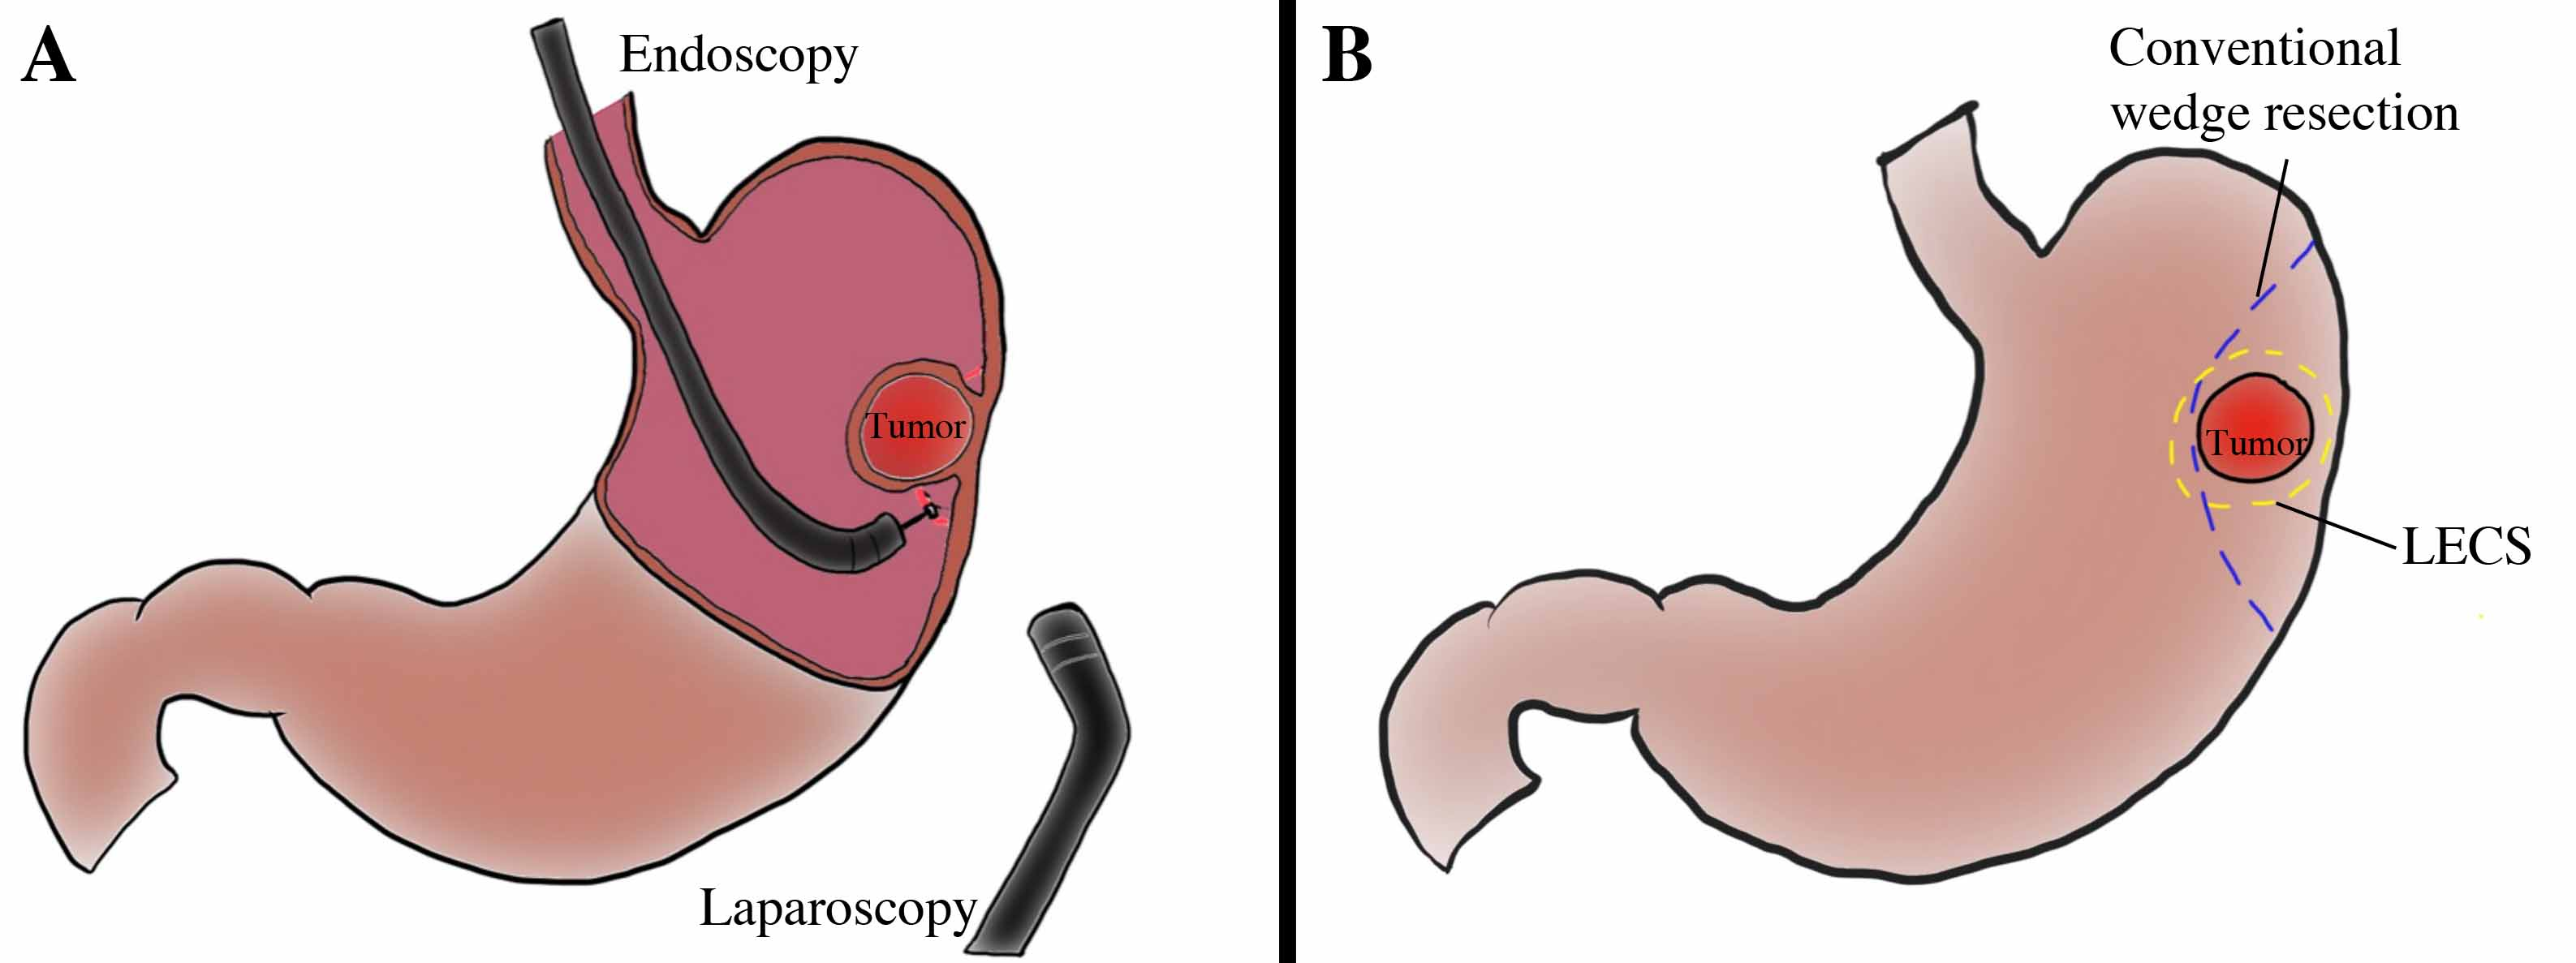 A
Endoscopy
Tumor
Laparoscopy
B
Conventional
wedge resection
Tumor
LECS